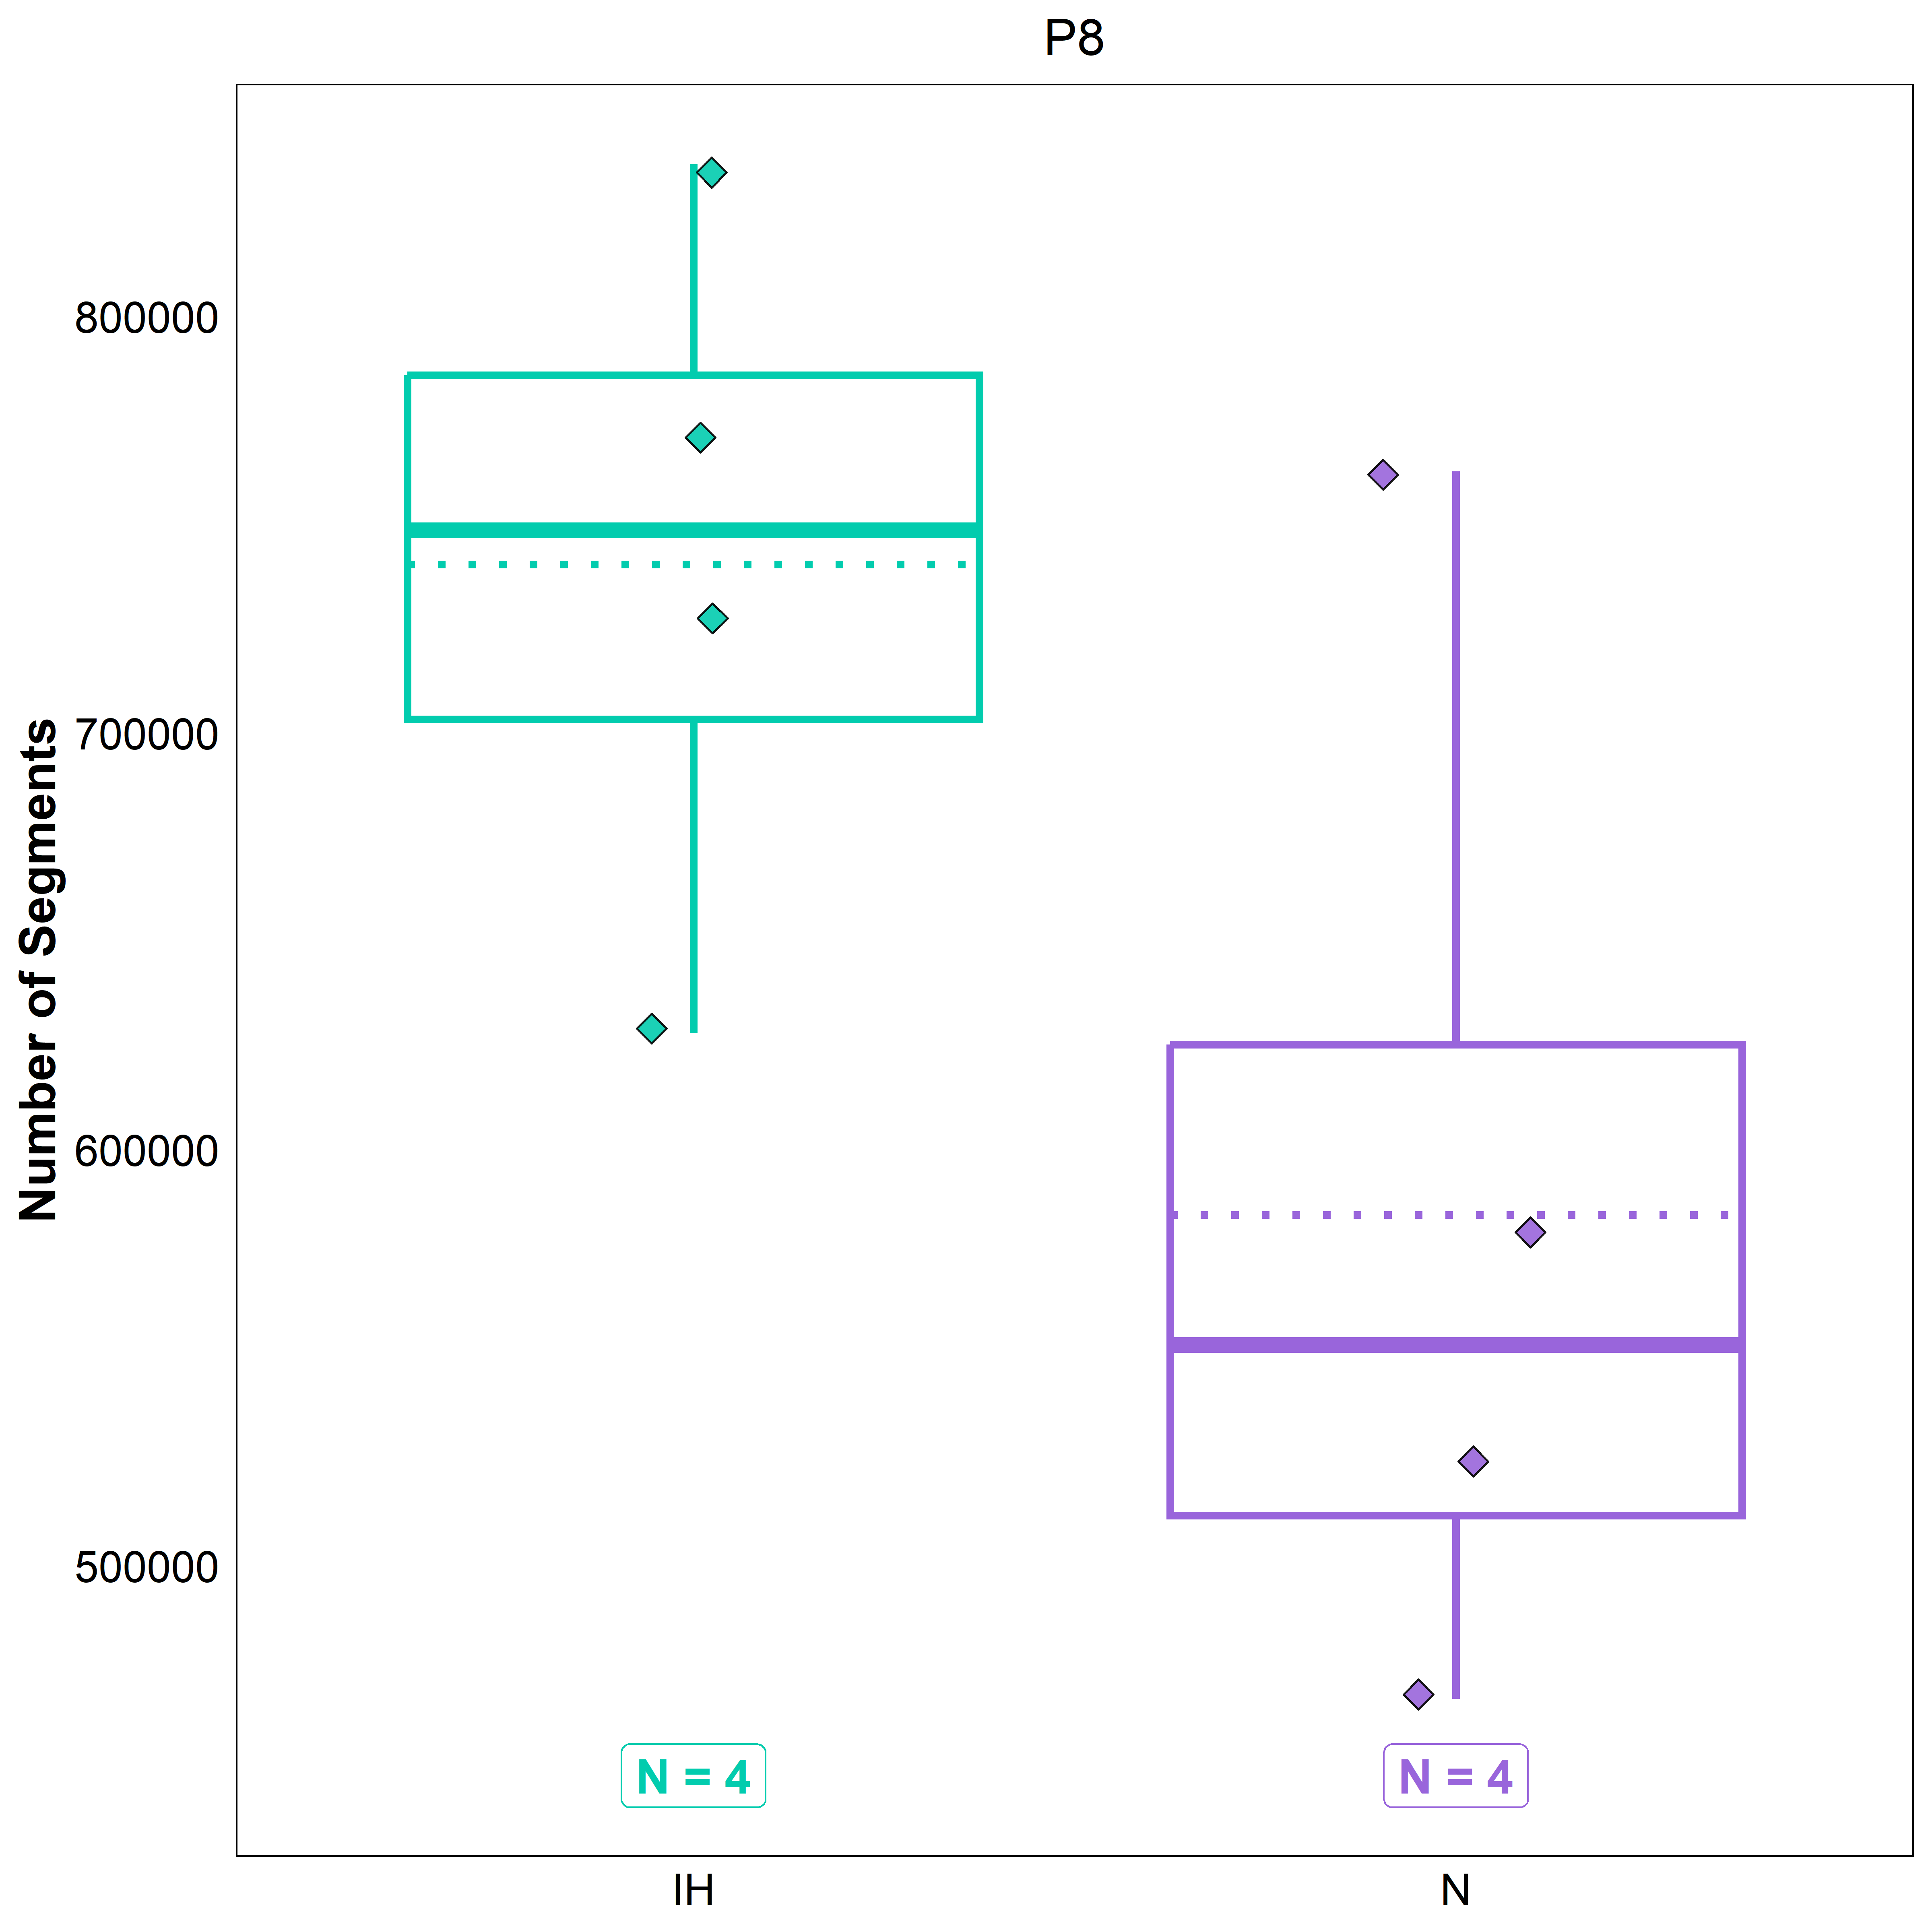 P8
Number of Segments
800000
700000
600000
500000
N = 4
N = 4
IH
N